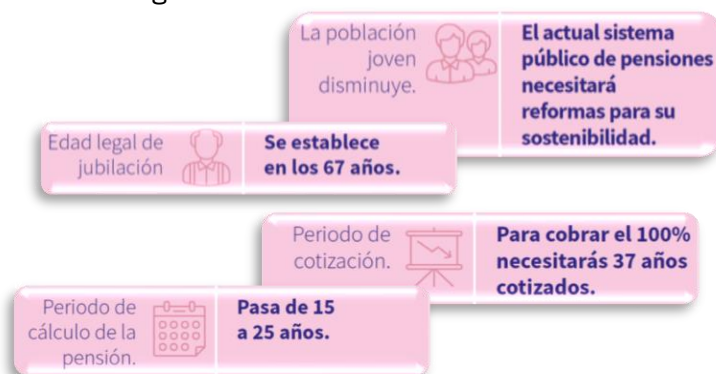 La población
joven
disminuye.
El actual sistema
público de pensiones
necesitará
reformas para su
sostenibilidad.
Edad legal de
jubilación
Se establece
en los 67 años.
Periodo de
cotización.
Para cobrar el 100%
necesitarás 37 años
cotizados.
Periodo de
cálculo de la
pensión.
Pasa de 15
a 25 años.